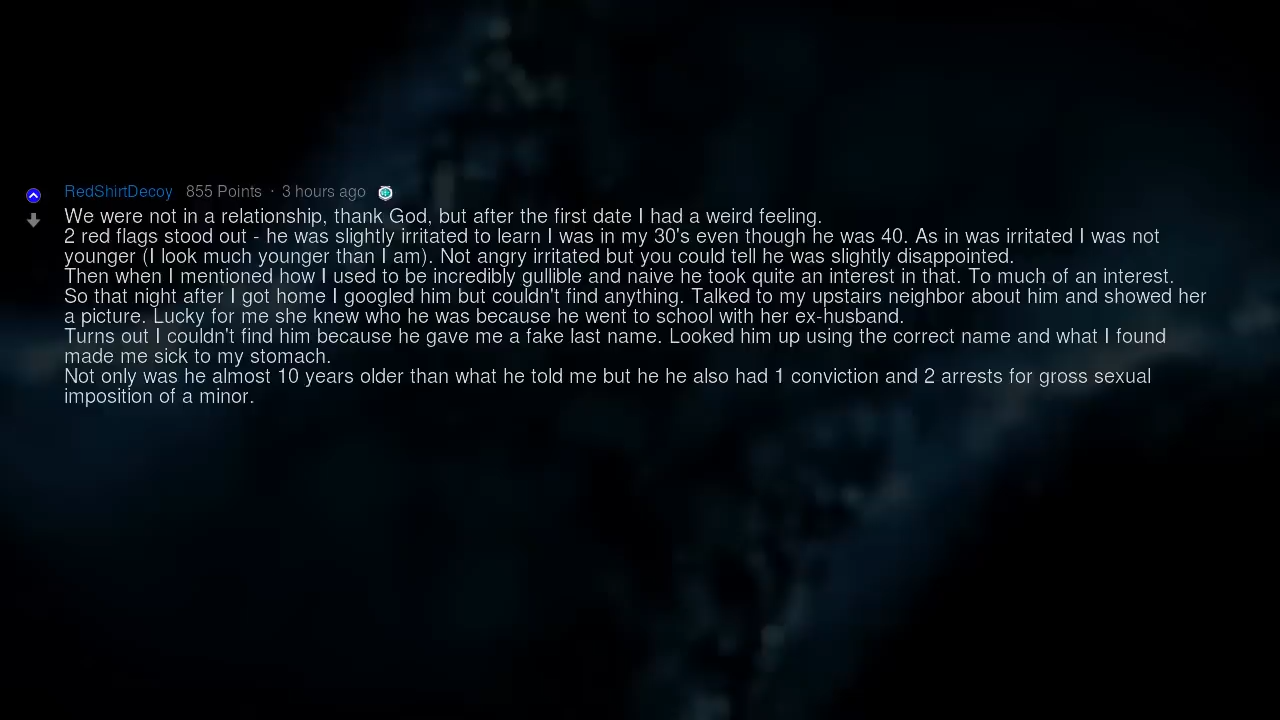 RedShirtDecoy 855 Points · 3 hours ago
We were not in a relationship, thank God, but after the first date I had a weird feeling.
2 red flags stood out - he was slightly irritated to learn I was in my 30's even though he was 40. As in was irritated I was not
younger (I look much younger than I am). Not angry irritated but you could tell he was slightly disappointed.
Then when I mentioned how I used to be incredibly gullible and naive he took quite an interest in that. To much of an interest.
So that night after I got home I googled him but couldn't find anything. Talked to my upstairs neighbor about him and showed her
a picture. Lucky for me she knew who he was because he went to school with her ex-husband.
Turns out I couldn't find him because he gave me a fake last name. Looked him up using the correct name and what I found
made me sick to my stomach.
Not only was he almost 10 years older than what he told me but he he also had 1 conviction and 2 arrests for gross sexual
imposition of a minor.